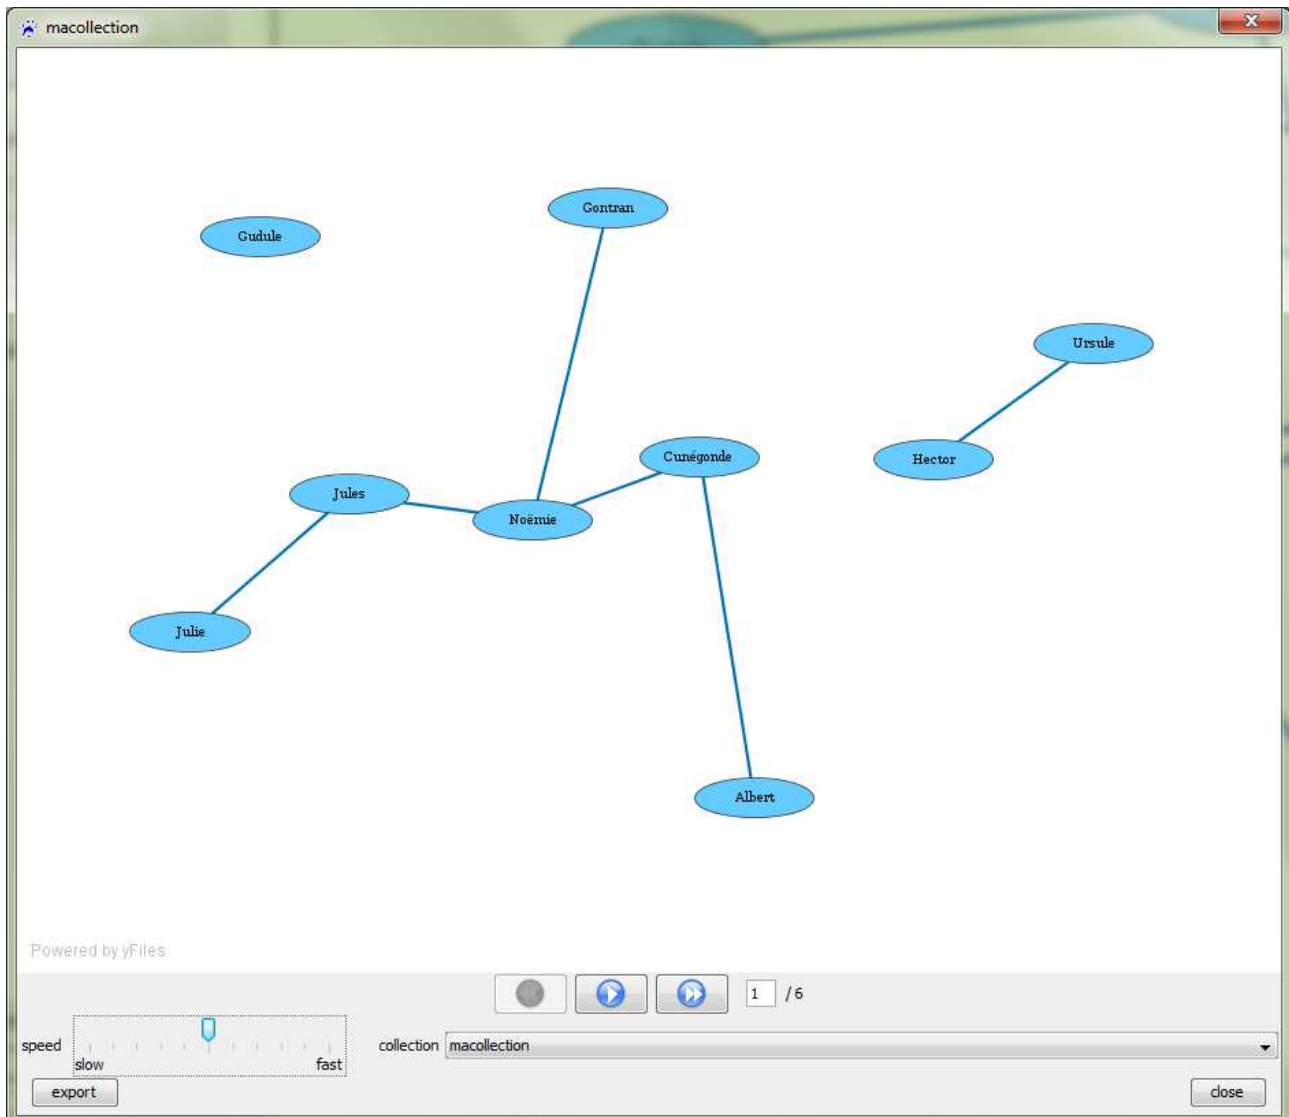 macollection
Gontran
Gudule
Ursule
Cunégonde
Hector
Jules
Noëmie
Julie
Albert
Powered by yFiles
1 / 6
speed
slow
fast
collection macollection
export
close